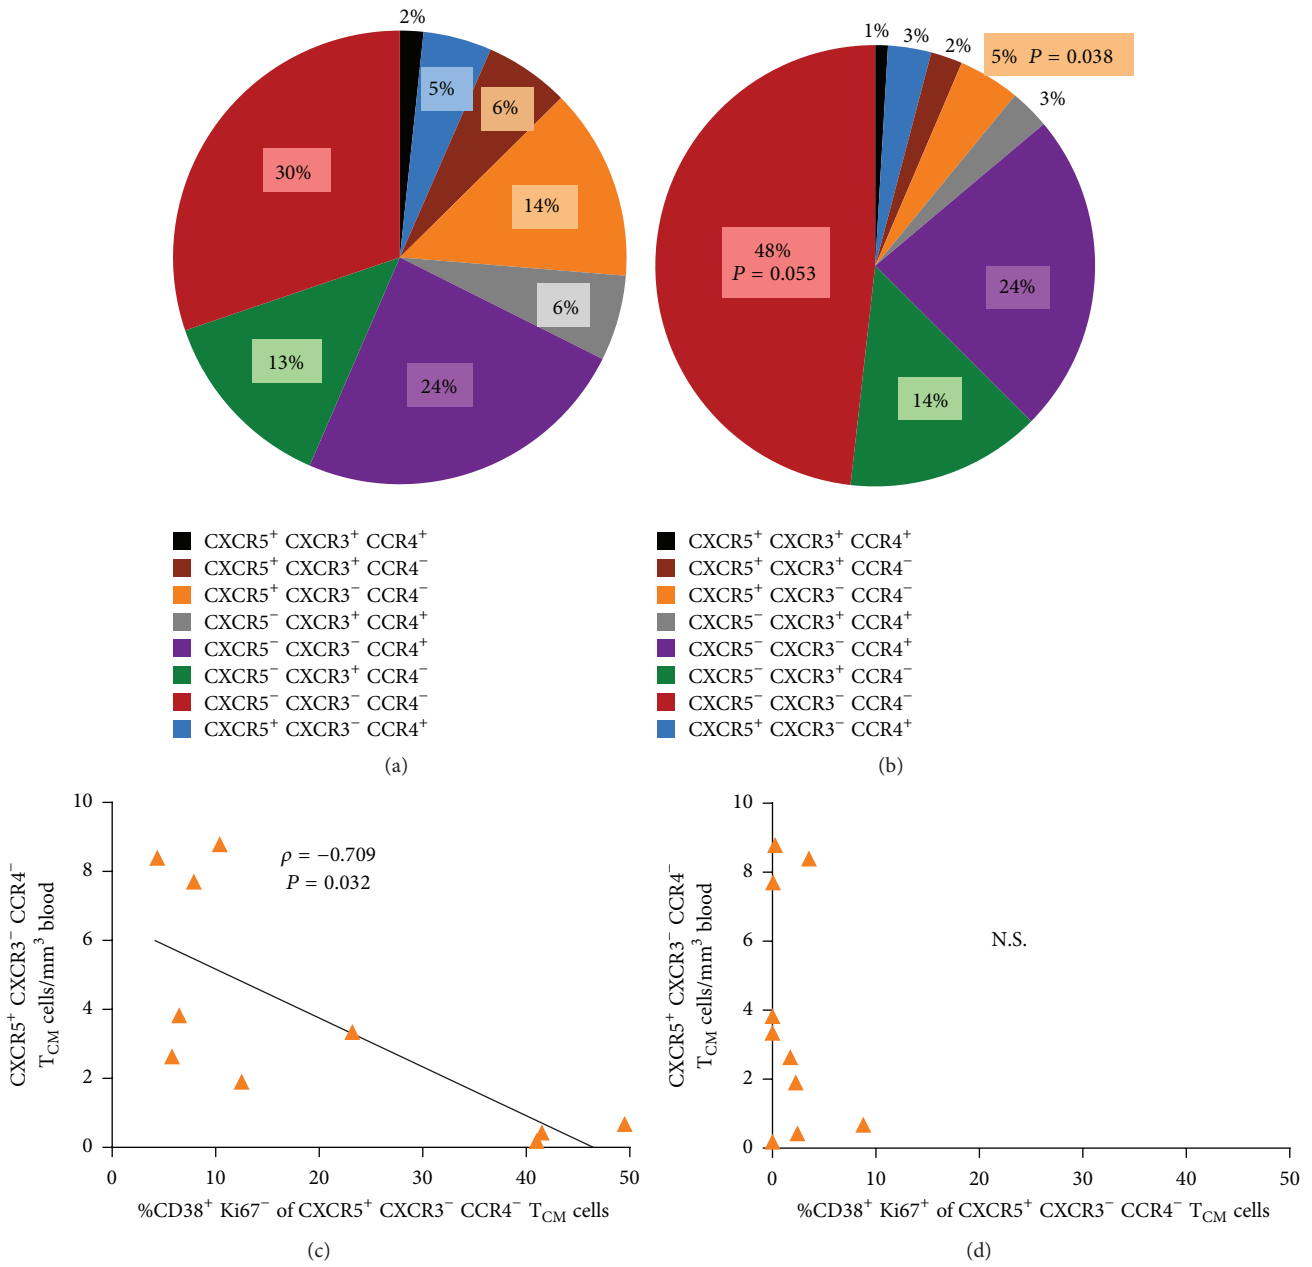 2%
5%
6%
14%
6%
24%
13%
30%
CXCR5⁺ CXCR3⁺ CCR4⁺
CXCR5⁺ CXCR3⁺ CCR4⁻
CXCR5⁺ CXCR3⁻ CCR4⁻
CXCR5⁻ CXCR3⁺ CCR4⁺
CXCR5⁻ CXCR3⁻ CCR4⁺
CXCR5⁻ CXCR3⁺ CCR4⁻
CXCR5⁻ CXCR3⁻ CCR4⁻
CXCR5⁺ CXCR3⁻ CCR4⁺
(a)
1%
3%
2%
5% P = 0.038
3%
24%
14%
48%
P = 0.053
CXCR5⁺ CXCR3⁺ CCR4⁺
CXCR5⁺ CXCR3⁺ CCR4⁻
CXCR5⁺ CXCR3⁻ CCR4⁻
CXCR5⁻ CXCR3⁺ CCR4⁺
CXCR5⁻ CXCR3⁻ CCR4⁺
CXCR5⁻ CXCR3⁺ CCR4⁻
CXCR5⁻ CXCR3⁻ CCR4⁻
CXCR5⁺ CXCR3⁻ CCR4⁺
(b)
CXCR5⁺ CXCR3⁻ CCR4⁻
T_CM cells/mm³ blood
10
8
6
4
2
0
ρ = −0.709
P = 0.032
0 10 20 30 40 50
%CD38⁺ Ki67⁻ of CXCR5⁺ CXCR3⁻ CCR4⁻ T_CM cells
(c)
CXCR5⁺ CXCR3⁻ CCR4⁻
T_CM cells/mm³ blood
10
8
6
4
2
0
N.S.
0 10 20 30 40 50
%CD38⁺ Ki67⁺ of CXCR5⁺ CXCR3⁻ CCR4⁻ T_CM cells
(d)